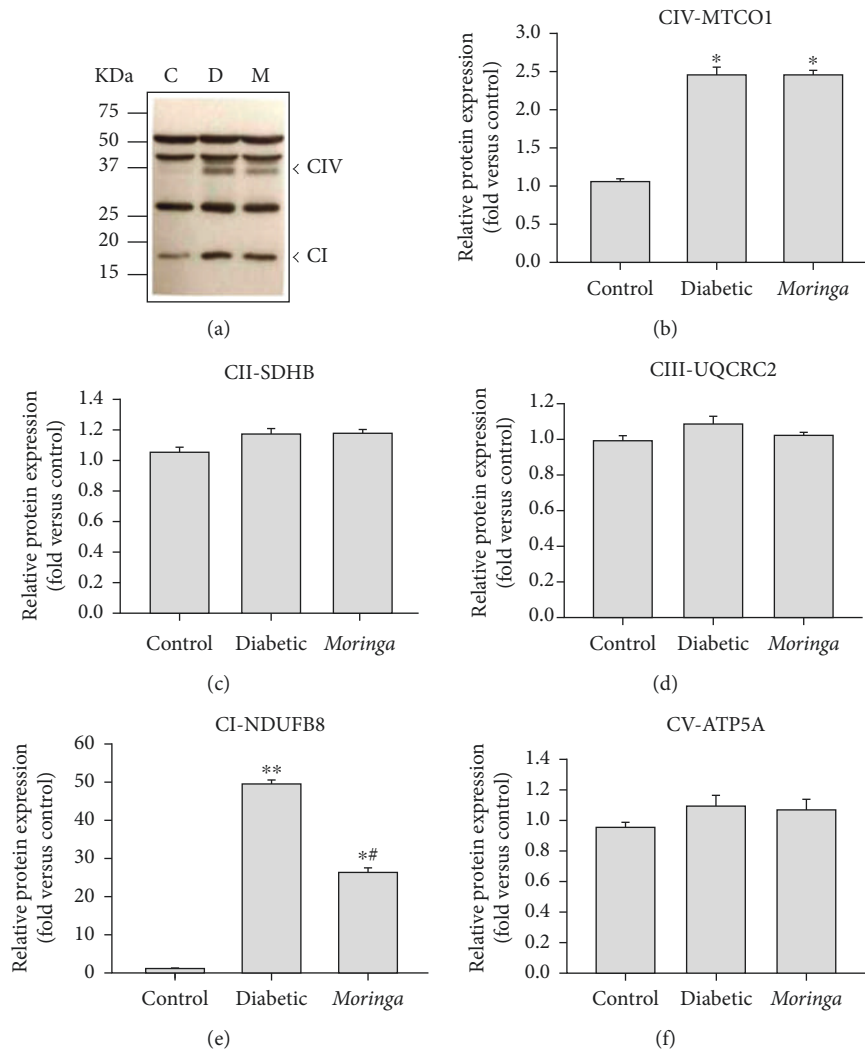 KDa C D M
75
50
37
25
20
15
< CIV
< CI
(a)
CIV-MTCO1
Relative protein expression
(fold versus control)
3.0
2.5
2.0
1.5
1.0
0.5
0.0
*
*
Control Diabetic Moringa
(b)
CII-SDHB
Relative protein expression
(fold versus control)
1.4
1.2
1.0
0.8
0.6
0.4
0.2
0.0
Control Diabetic Moringa
(c)
CIII-UQCRC2
Relative protein expression
(fold versus control)
1.2
1.0
0.8
0.6
0.4
0.2
0.0
Control Diabetic Moringa
(d)
CI-NDUFB8
Relative protein expression
(fold versus control)
60
50
40
30
20
10
0
**
*#
Control Diabetic Moringa
(e)
CV-ATP5A
Relative protein expression
(fold versus control)
1.4
1.2
1.0
0.8
0.6
0.4
0.2
0.0
Control Diabetic Moringa
(f)